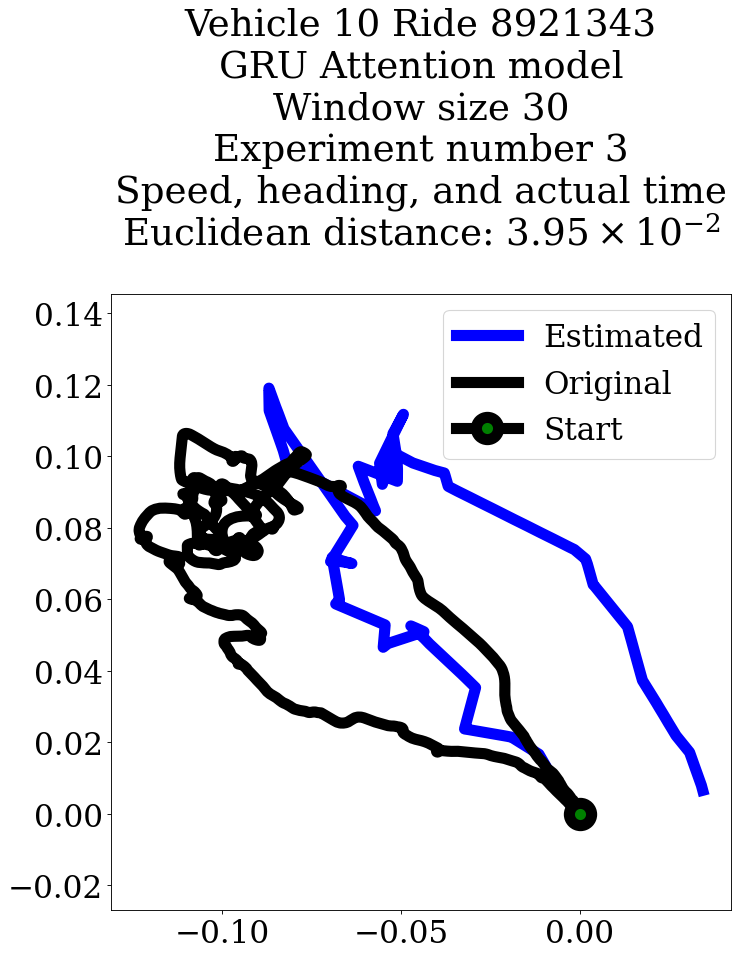 Vehicle 10 Ride 8921343
GRU Attention model
Window size 30
Experiment number 3
Speed, heading, and actual time
Euclidean distance: 3.95 × 10⁻²
Estimated
Original
Start
0.14
0.12
0.10
0.08
0.06
0.04
0.02
0.00
−0.02
−0.10
−0.05
0.00